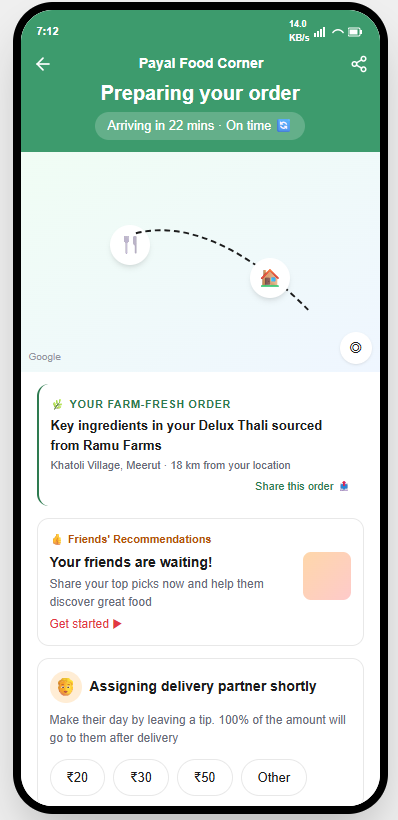 7:12
14.0
KB/s
Payal Food Corner
Preparing your order
Arriving in 22 mins · On time
Google
YOUR FARM-FRESH ORDER
Key ingredients in your Delux Thali sourced
from Ramu Farms
Khatoli Village, Meerut · 18 km from your location
Share this order
Friends' Recommendations
Your friends are waiting!
Share your top picks now and help them
discover great food
Get started ▶
Assigning delivery partner shortly
Make their day by leaving a tip. 100% of the amount will
go to them after delivery
₹20 ₹30 ₹50 Other